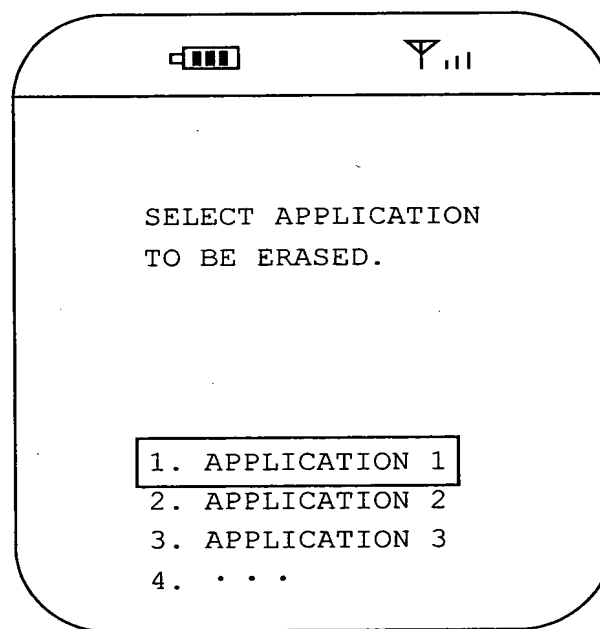 SELECT APPLICATION
TO BE ERASED.
1. APPLICATION 1
2. APPLICATION 2
3. APPLICATION 3
4. · · ·